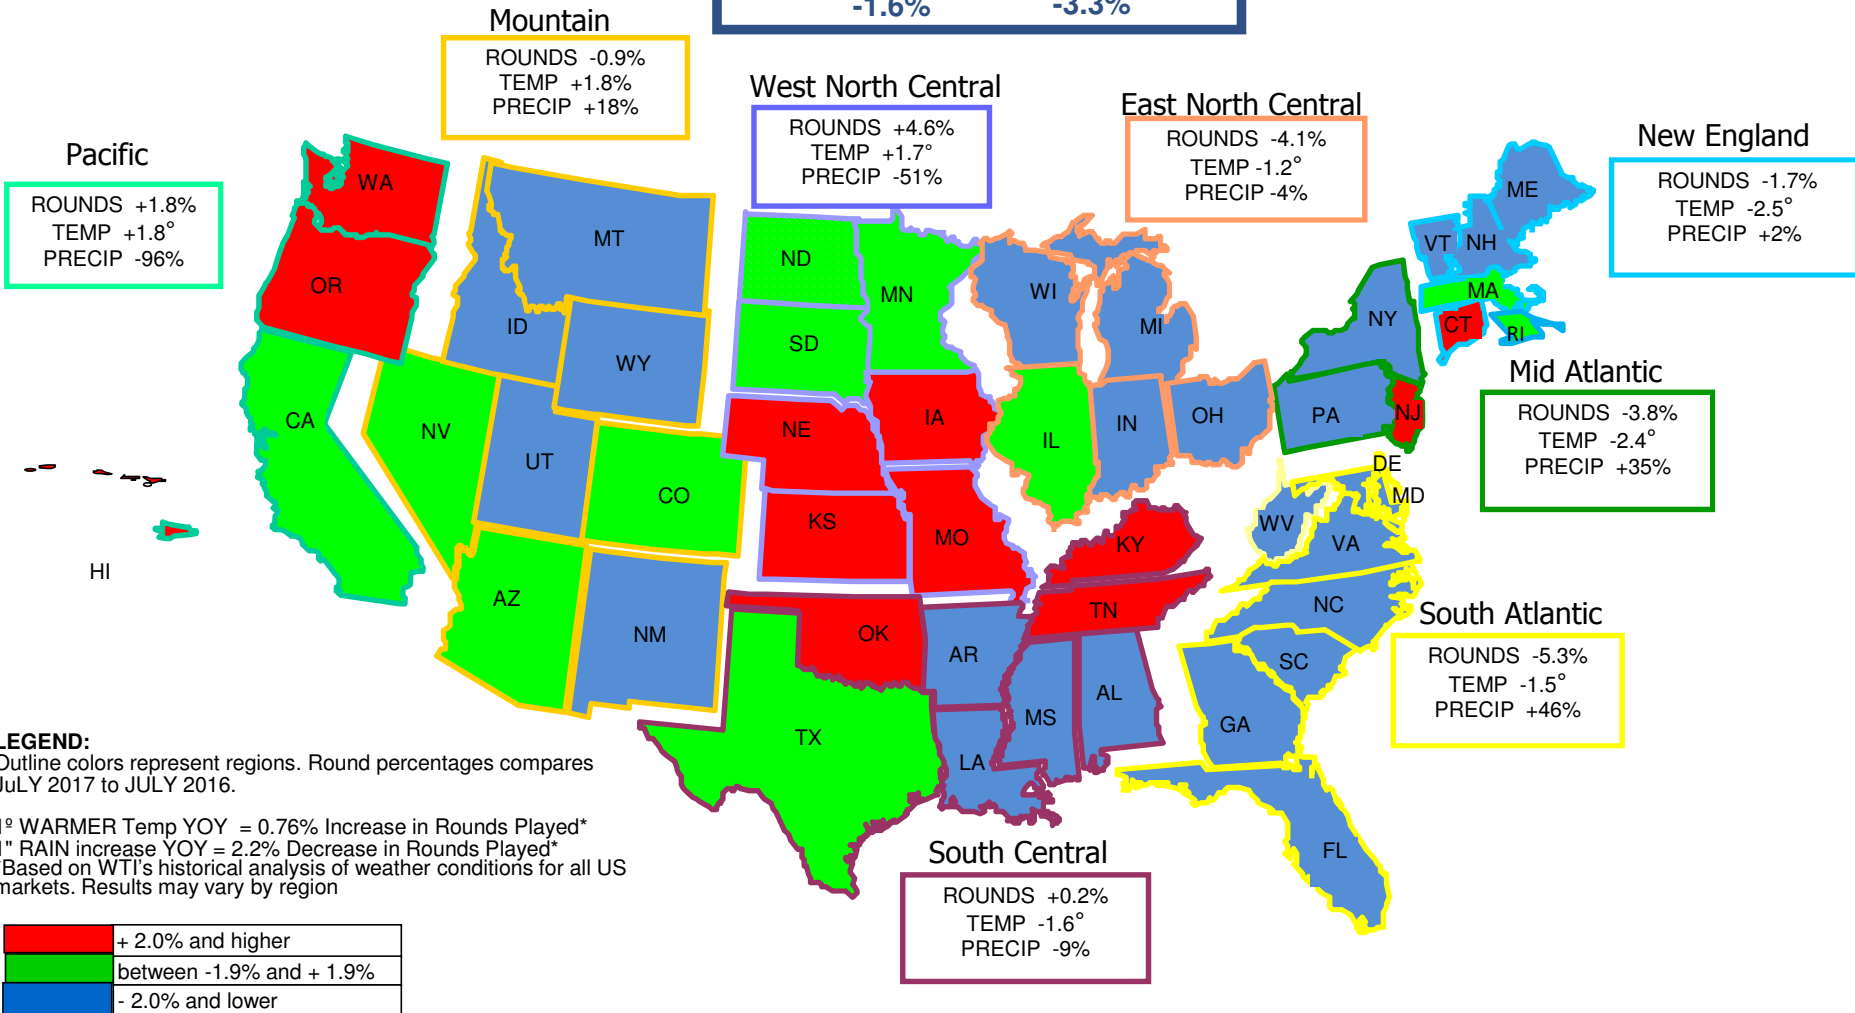 -1.6% -3.3%
Mountain
ROUNDS -0.9%
TEMP +1.8%
PRECIP +18%
West North Central
ROUNDS +4.6%
TEMP +1.7°
PRECIP -51%
East North Central
ROUNDS -4.1%
TEMP -1.2°
PRECIP -4%
New England
ROUNDS -1.7%
TEMP -2.5°
PRECIP +2%
Pacific
ROUNDS +1.8%
TEMP +1.8°
PRECIP -96%
Mid Atlantic
ROUNDS -3.8%
TEMP -2.4°
PRECIP +35%
South Atlantic
ROUNDS -5.3%
TEMP -1.5°
PRECIP +46%
South Central
ROUNDS +0.2%
TEMP -1.6°
PRECIP -9%
WA
OR
CA
HI
MT
ID
WY
NV
UT
CO
AZ
NM
ND
SD
MN
NE
IA
KS
MO
WI
MI
IL
IN
OH
KY
TN
OK
AR
TX
LA
MS
AL
ME
VT
NH
MA
CT
RI
NY
PA
NJ
DE
MD
WV
VA
NC
SC
GA
FL
LEGEND:
Outline colors represent regions. Round percentages compares
JuLY 2017 to JULY 2016.
1º WARMER Temp YOY = 0.76% Increase in Rounds Played*
1" RAIN increase YOY = 2.2% Decrease in Rounds Played*
*Based on WTI's historical analysis of weather conditions for all US
markets. Results may vary by region
+ 2.0% and higher
between -1.9% and + 1.9%
- 2.0% and lower